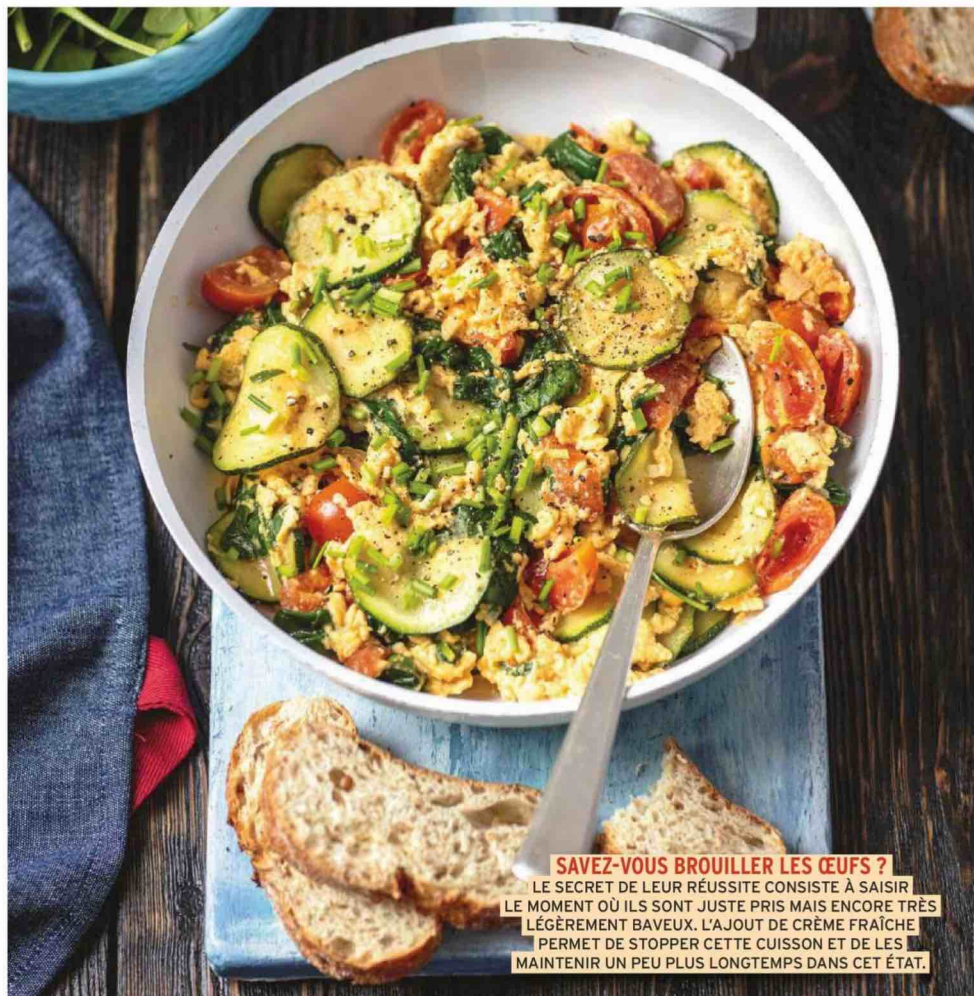 SAVEZ-VOUS BROUILLER LES ŒUFS ?
LE SECRET DE LEUR RÉUSSITE CONSISTE À SAISIR
LE MOMENT OÙ ILS SONT JUSTE PRIS MAIS ENCORE TRÈS
LÉGÈREMENT BAVEUX. L'AJOUT DE CRÈME FRAÎCHE
PERMET DE STOPPER CETTE CUISSON ET DE LES
MAINTENIR UN PEU PLUS LONGTEMPS DANS CET ÉTAT.